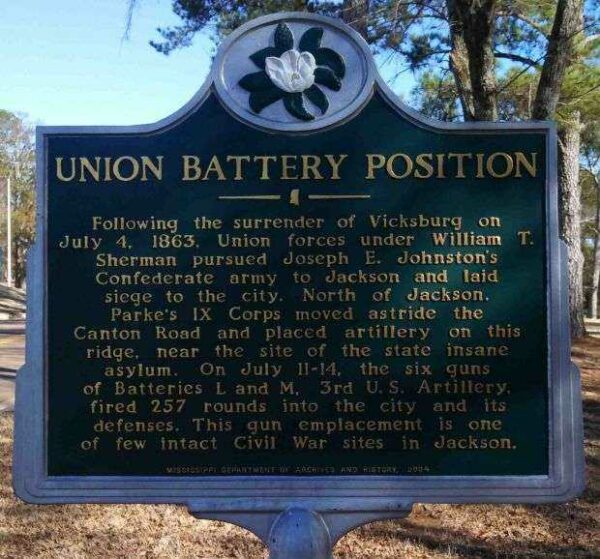 UNION BATTERY POSITION
Following the surrender of Vicksburg on
July 4, 1863, Union forces under William T.
Sherman pursued Joseph E. Johnston's
Confederate army to Jackson and laid
siege to the city. North of Jackson,
Parke's IX Corps moved astride the
Canton Road and placed artillery on this
ridge, near the site of the state insane
asylum. On July 11-14, the six guns
of Batteries L and M, 3rd U.S. Artillery,
fired 257 rounds into the city and its
defenses. This gun emplacement is one
of few intact Civil War sites in Jackson.
MISSISSIPPI DEPARTMENT OF ARCHIVES AND HISTORY, 2004